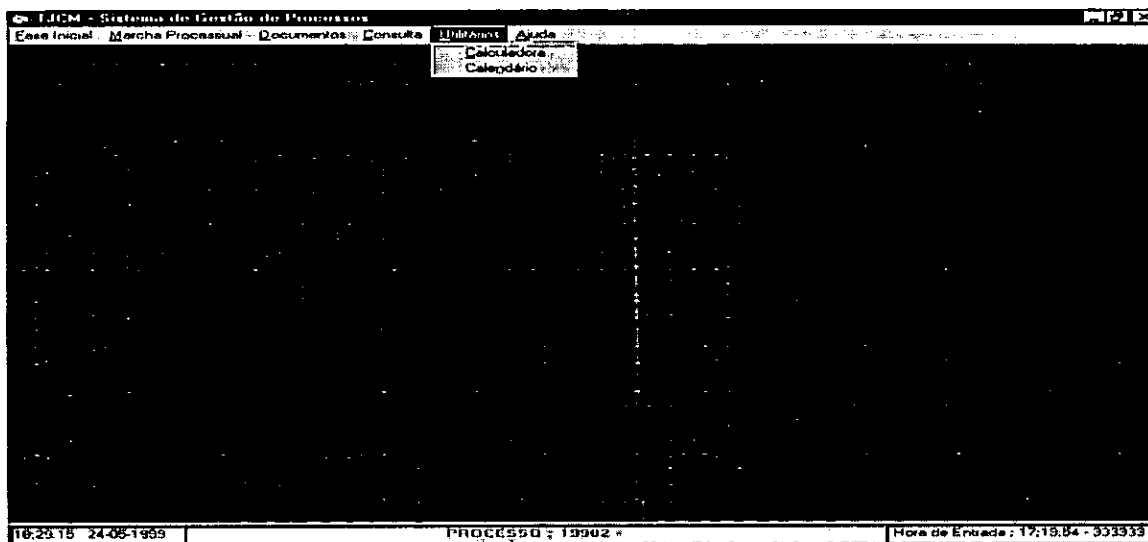 TJCM - Sistema de Gestão de Processos
Fase Inicial Marcha Processual Documentos Consulta Utilitários Ajuda
Calculadora
Calendário
18:29:15 24-05-1999 PROCESSO : 19902 * Hora de Entrada : 17:19:54 - 333333